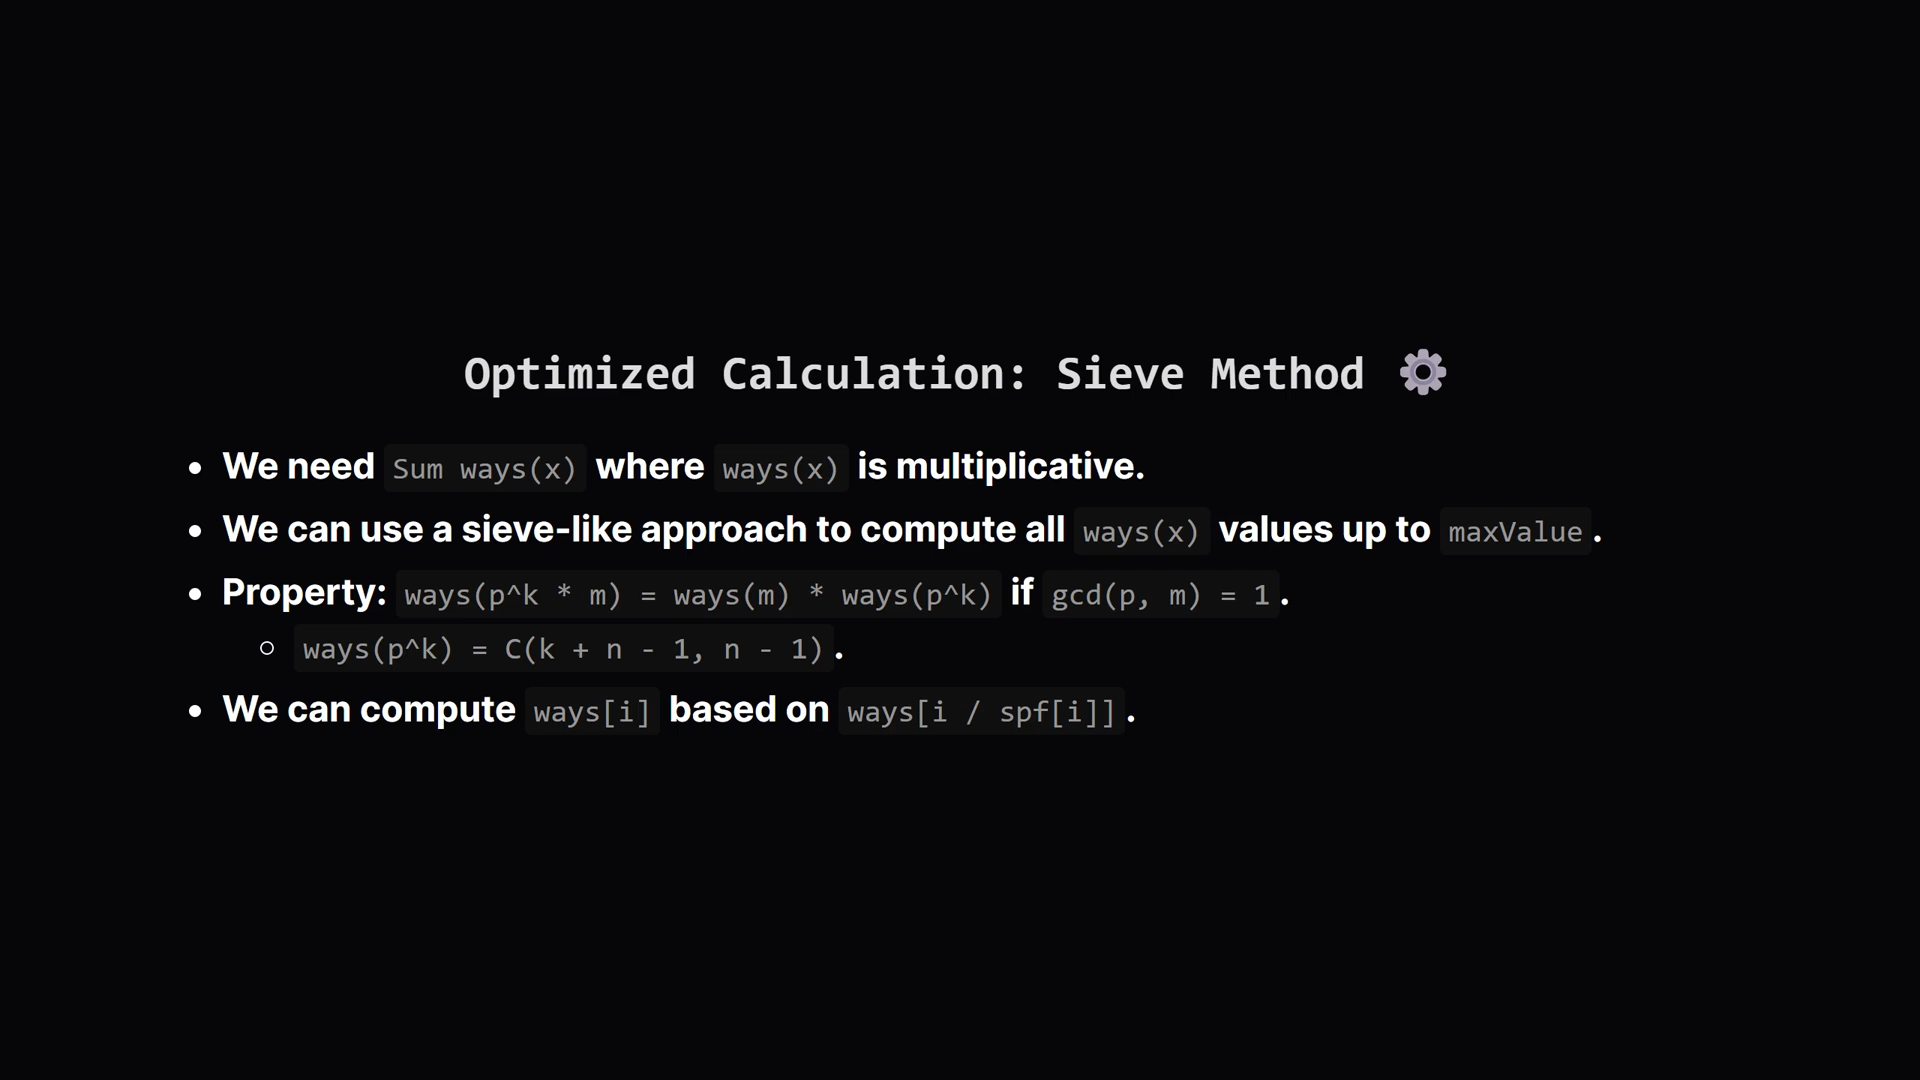 Optimized Calculation: Sieve Method ⚙️
• We need Sum ways(x) where ways(x) is multiplicative.
• We can use a sieve-like approach to compute all ways(x) values up to maxValue.
• Property: ways(p^k * m) = ways(m) * ways(p^k) if gcd(p, m) = 1.
◦ ways(p^k) = C(k + n - 1, n - 1).
• We can compute ways[i] based on ways[i / spf[i]].